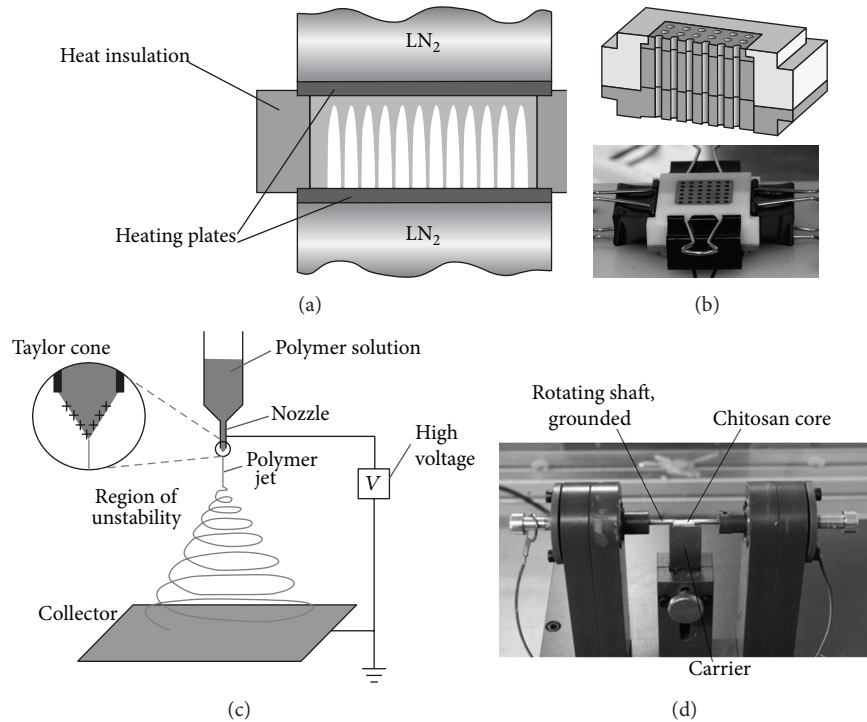 LN₂
Heat insulation
Heating plates
LN₂
(a)
(b)
Taylor cone
Polymer solution
Nozzle
High
voltage
V
Polymer
jet
Region of
unstability
Collector
(c)
Rotating shaft,
grounded
Chitosan core
Carrier
(d)